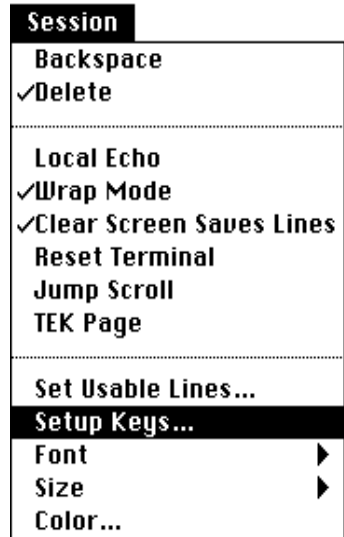 Session
Backspace
✓Delete
Local Echo
✓Wrap Mode
✓Clear Screen Saves Lines
Reset Terminal
Jump Scroll
TEK Page
Set Usable Lines...
Setup Keys...
Font
Size
Color...